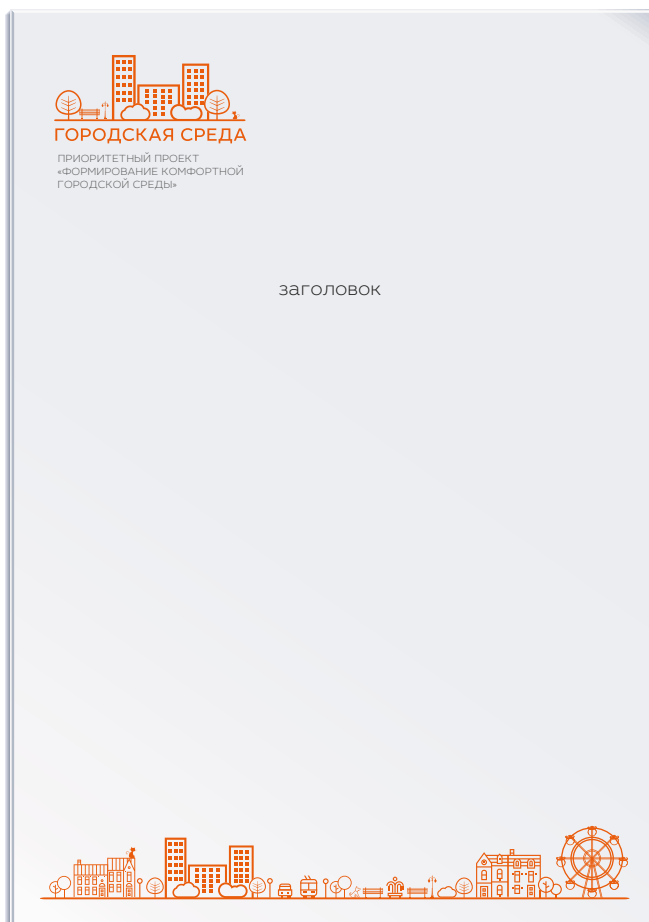 ГОРОДСКАЯ СРЕДА
ПРИОРИТЕТНЫЙ ПРОЕКТ
«ФОРМИРОВАНИЕ КОМФОРТНОЙ
ГОРОДСКОЙ СРЕДЫ»
заголовок